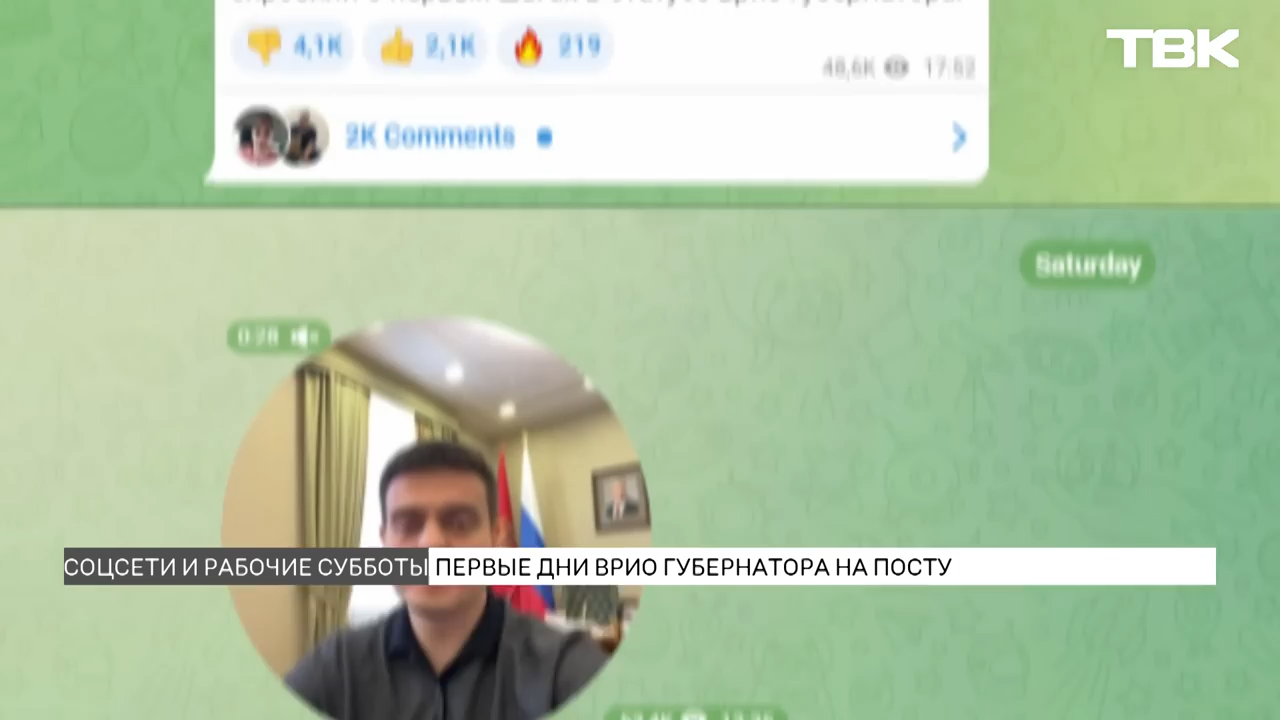 ТВК
4,1K 2,1K 219
48,6K 17:52
2K Comments
Saturday
0:28
СОЦСЕТИ И РАБОЧИЕ СУББОТЫ ПЕРВЫЕ ДНИ ВРИО ГУБЕРНАТОРА НА ПОСТУ